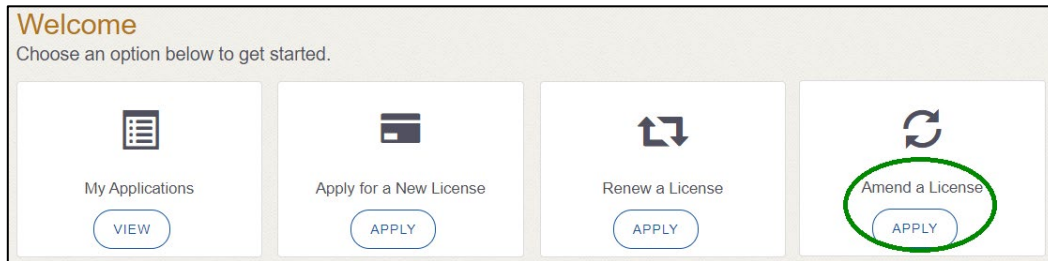 Welcome
Choose an option below to get started.
My Applications
VIEW
Apply for a New License
APPLY
Renew a License
APPLY
Amend a License
APPLY